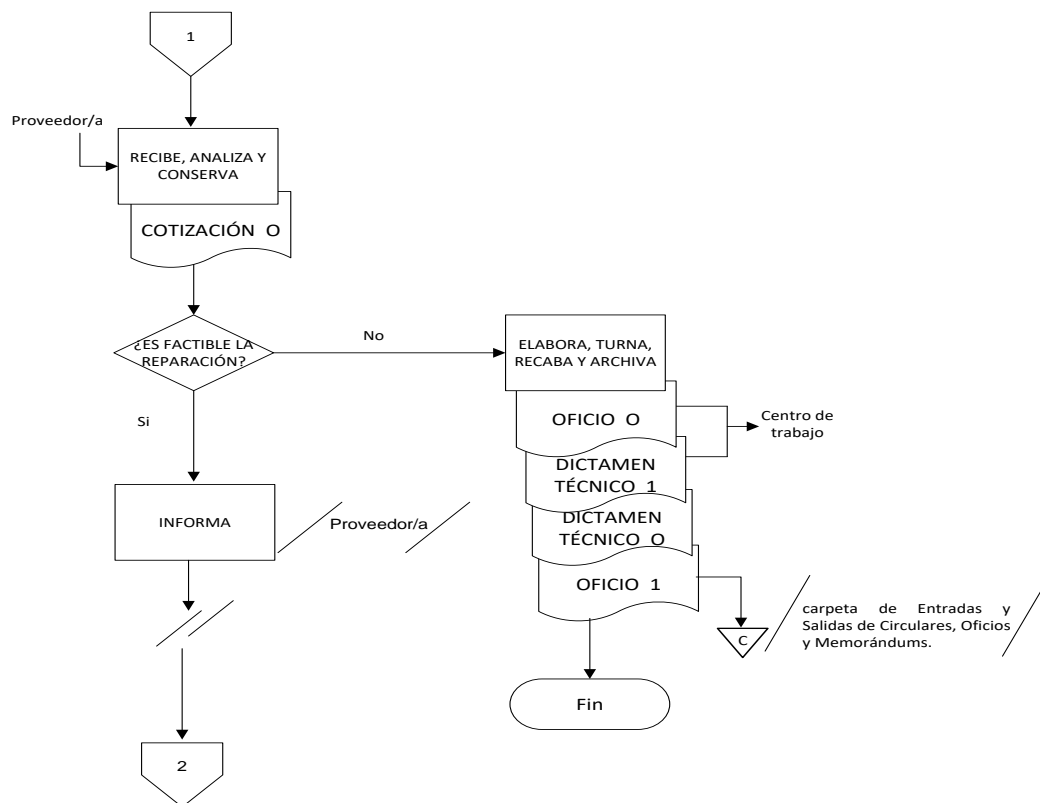 1
Proveedor/a
RECIBE, ANALIZA Y
CONSERVA
COTIZACIÓN O
¿ES FACTIBLE LA
REPARACIÓN?
No
Si
ELABORA, TURNA,
RECABA Y ARCHIVA
OFICIO O
Centro de
trabajo
DICTAMEN
TÉCNICO 1
DICTAMEN
TÉCNICO O
OFICIO 1
INFORMA
Proveedor/a
C
carpeta de Entradas y
Salidas de Circulares, Oficios
y Memorándums.
Fin
2